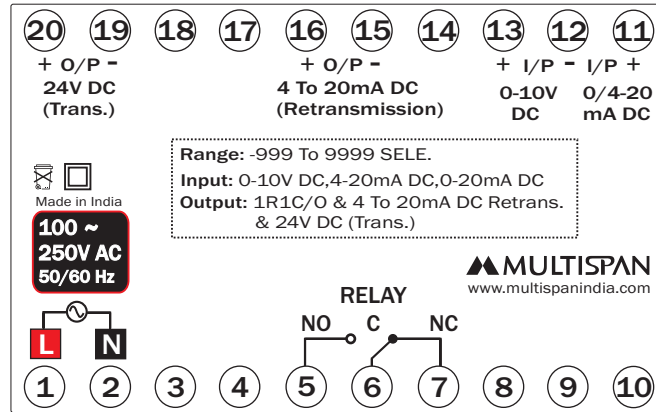 20 19 18 17 16 15 14 13 12 11
+ O/P - + O/P - + I/P - I/P +
24V DC 4 To 20mA DC 0-10V 0/4-20
(Trans.) (Retransmission) DC mA DC
Range: -999 To 9999 SELE.
Input: 0-10V DC,4-20mA DC,0-20mA DC
Output: 1R1C/O & 4 To 20mA DC Retrans.
& 24V DC (Trans.)
Made in India
100 ~
250V AC
50/60 Hz
MULTISPAN
www.multispanindia.com
RELAY
NO C NC
L N
1 2 3 4 5 6 7 8 9 10